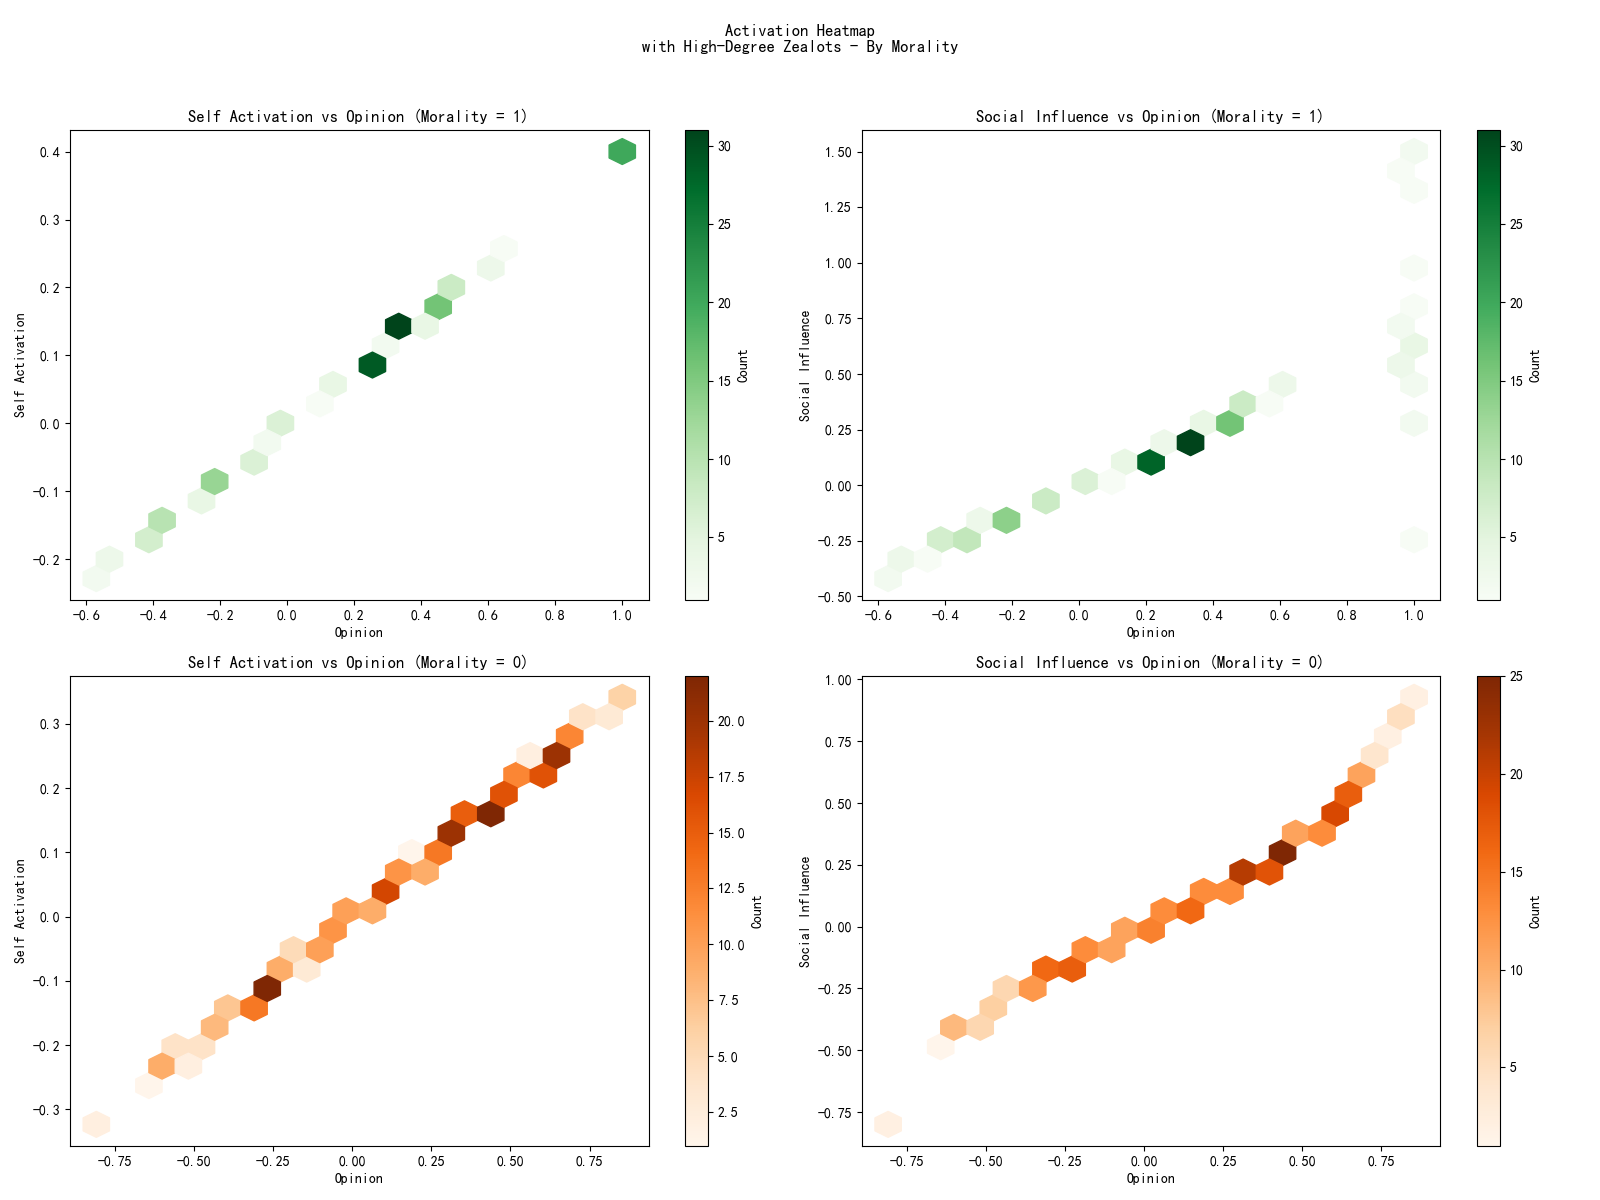 Activation Heatmap
with High-Degree Zealots - By Morality
Self Activation vs Opinion (Morality = 1)
Self Activation
0.4
0.3
0.2
0.1
0.0
-0.1
-0.2
-0.6 -0.4 -0.2 0.0 0.2 0.4 0.6 0.8 1.0
Opinion
30
25
20
15
10
5
Count
Social Influence vs Opinion (Morality = 1)
Social Influence
1.50
1.25
1.00
0.75
0.50
0.25
0.00
-0.25
-0.50
-0.6 -0.4 -0.2 0.0 0.2 0.4 0.6 0.8 1.0
Opinion
30
25
20
15
10
5
Count
Self Activation vs Opinion (Morality = 0)
Self Activation
0.3
0.2
0.1
0.0
-0.1
-0.2
-0.3
-0.75 -0.50 -0.25 0.00 0.25 0.50 0.75
Opinion
20.0
17.5
15.0
12.5
10.0
7.5
5.0
2.5
Count
Social Influence vs Opinion (Morality = 0)
Social Influence
1.00
0.75
0.50
0.25
0.00
-0.25
-0.50
-0.75
-0.75 -0.50 -0.25 0.00 0.25 0.50 0.75
Opinion
25
20
15
10
5
Count